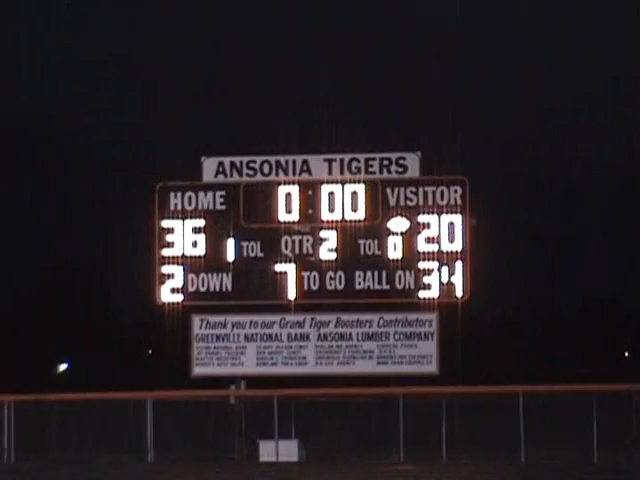 ANSONIA TIGERS
HOME 0:00 VISITOR
36 1 TOL QTR 2 TOL 0 20
2 DOWN 7 TO GO BALL ON 34
Thank you to our Grand Tiger Boosters Contributors
GREENVILLE NATIONAL BANK ANSONIA LUMBER COMPANY